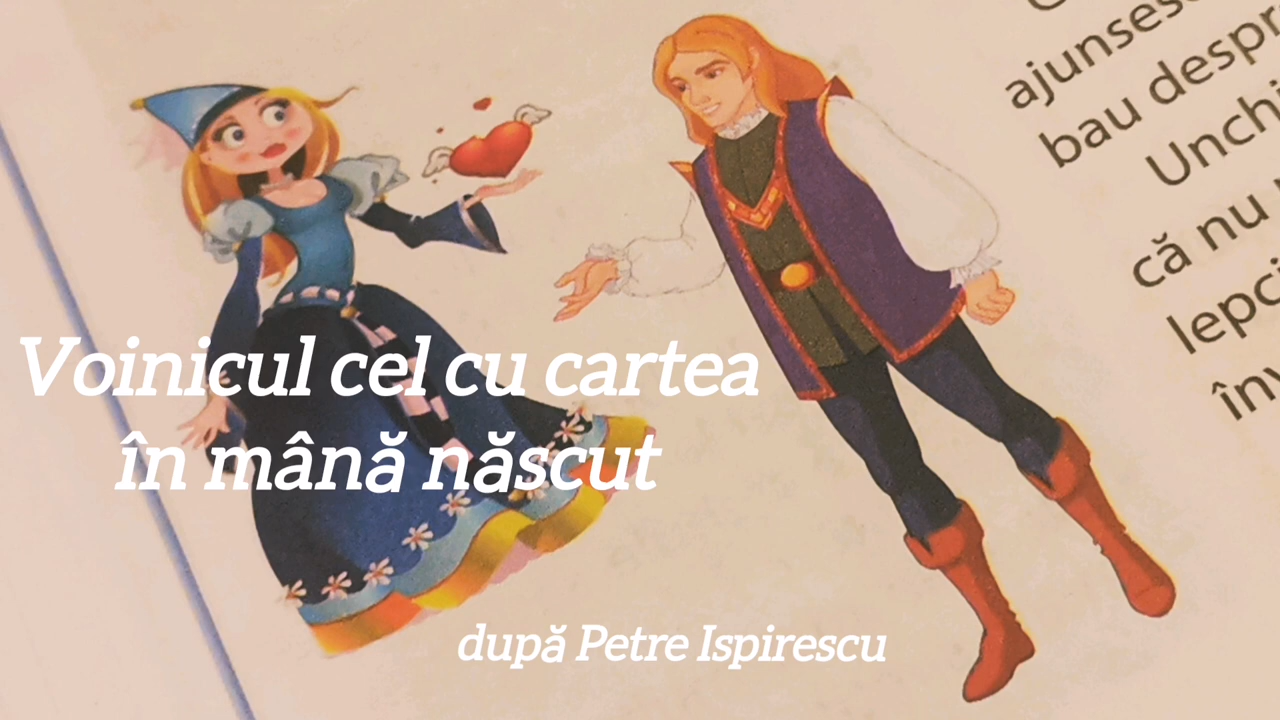 ajunses
bau despr
Unchi
că nu
lepci
înv
Voinicul cel cu cartea
în mână născut
după Petre Ispirescu